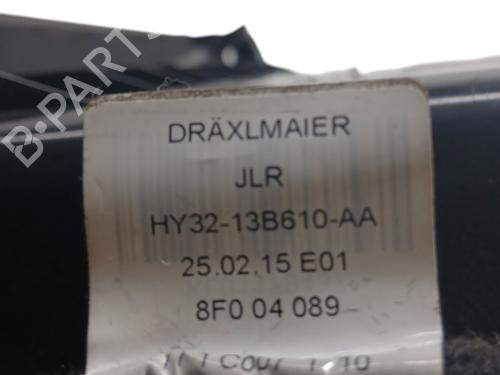 B-PARTS
DRÄXLMAIER
JLR
HY32-13B610-AA
25.02.15 E01
8F0 04 089